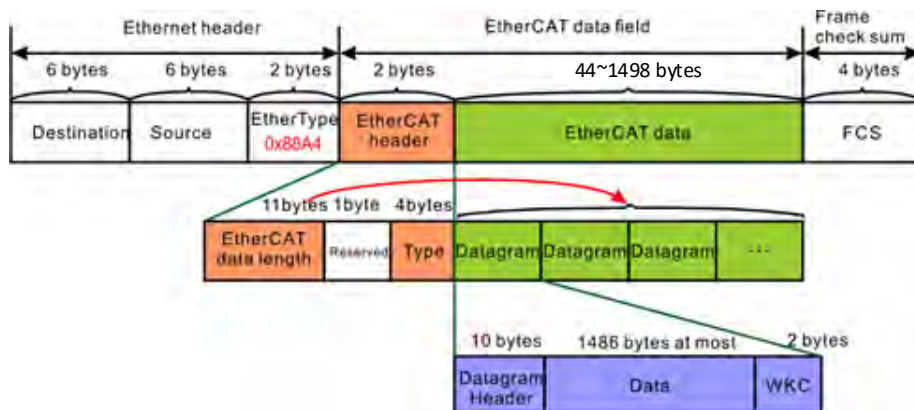 Ethernet header
EtherCAT data field
Frame
check sum
6 bytes
6 bytes
2 bytes
2 bytes
44~1498 bytes
4 bytes
Destination
Source
EtherType
0x88A4
EtherCAT
header
EtherCAT data
FCS
11bytes
1byte
4bytes
EtherCAT
data length
Reserved
Type
Datagram
Datagram
Datagram
...
10 bytes
1486 bytes at most
2 bytes
Datagram
Header
Data
WKC